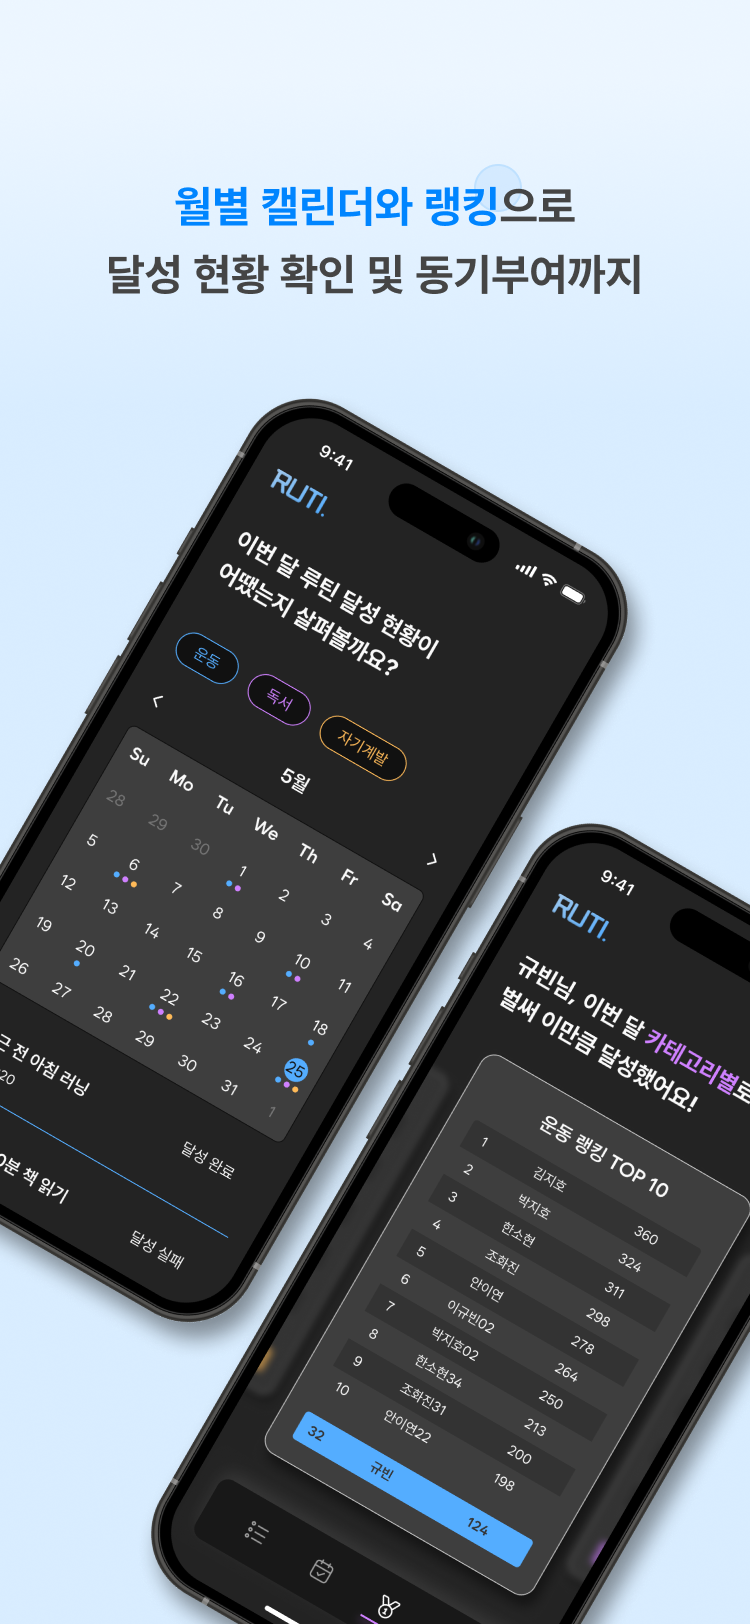 월별 캘린더와 랭킹으로
달성 현황 확인 및 동기부여까지
9:41
RUTI.
이번 달 루틴 달성 현황이
어땠는지 살펴볼까요?
운동 독서 자기계발
< 5월 >
Su Mo Tu We Th Fr Sa
28 29 30 1 2 3 4
5 6 7 8 9 10 11
12 13 14 15 16 17 18
19 20 21 22 23 24 25
26 27 28 29 30 31 1
근 전 아침 러닝
20
달성 완료
0분 책 읽기
달성 실패
9:41
RUTI.
규빈님, 이번 달 카테고리별로
벌써 이만큼 달성했어요!
운동 랭킹 TOP 10
1 김지호 360
2 박지호 324
3 한소현 311
4 조화진 298
5 안이연 278
6 이규빈02 264
7 박지호02 250
8 한소현34 213
9 조화진31 200
10 안이연22 198
32 규빈 124